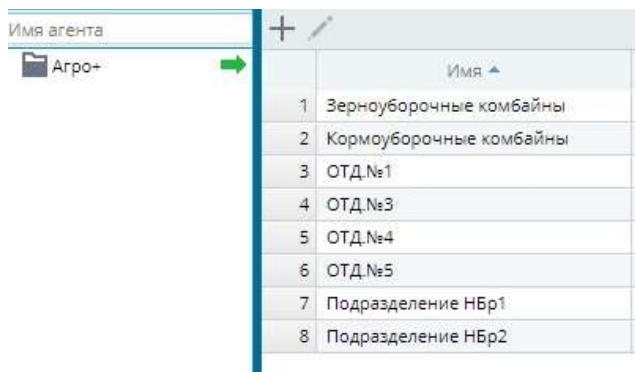 Имя агента
Агро+
Имя
1 Зерноуборочные комбайны
2 Кормоуборочные комбайны
3 ОТД.№1
4 ОТД.№3
5 ОТД.№4
6 ОТД.№5
7 Подразделение НБр1
8 Подразделение НБр2